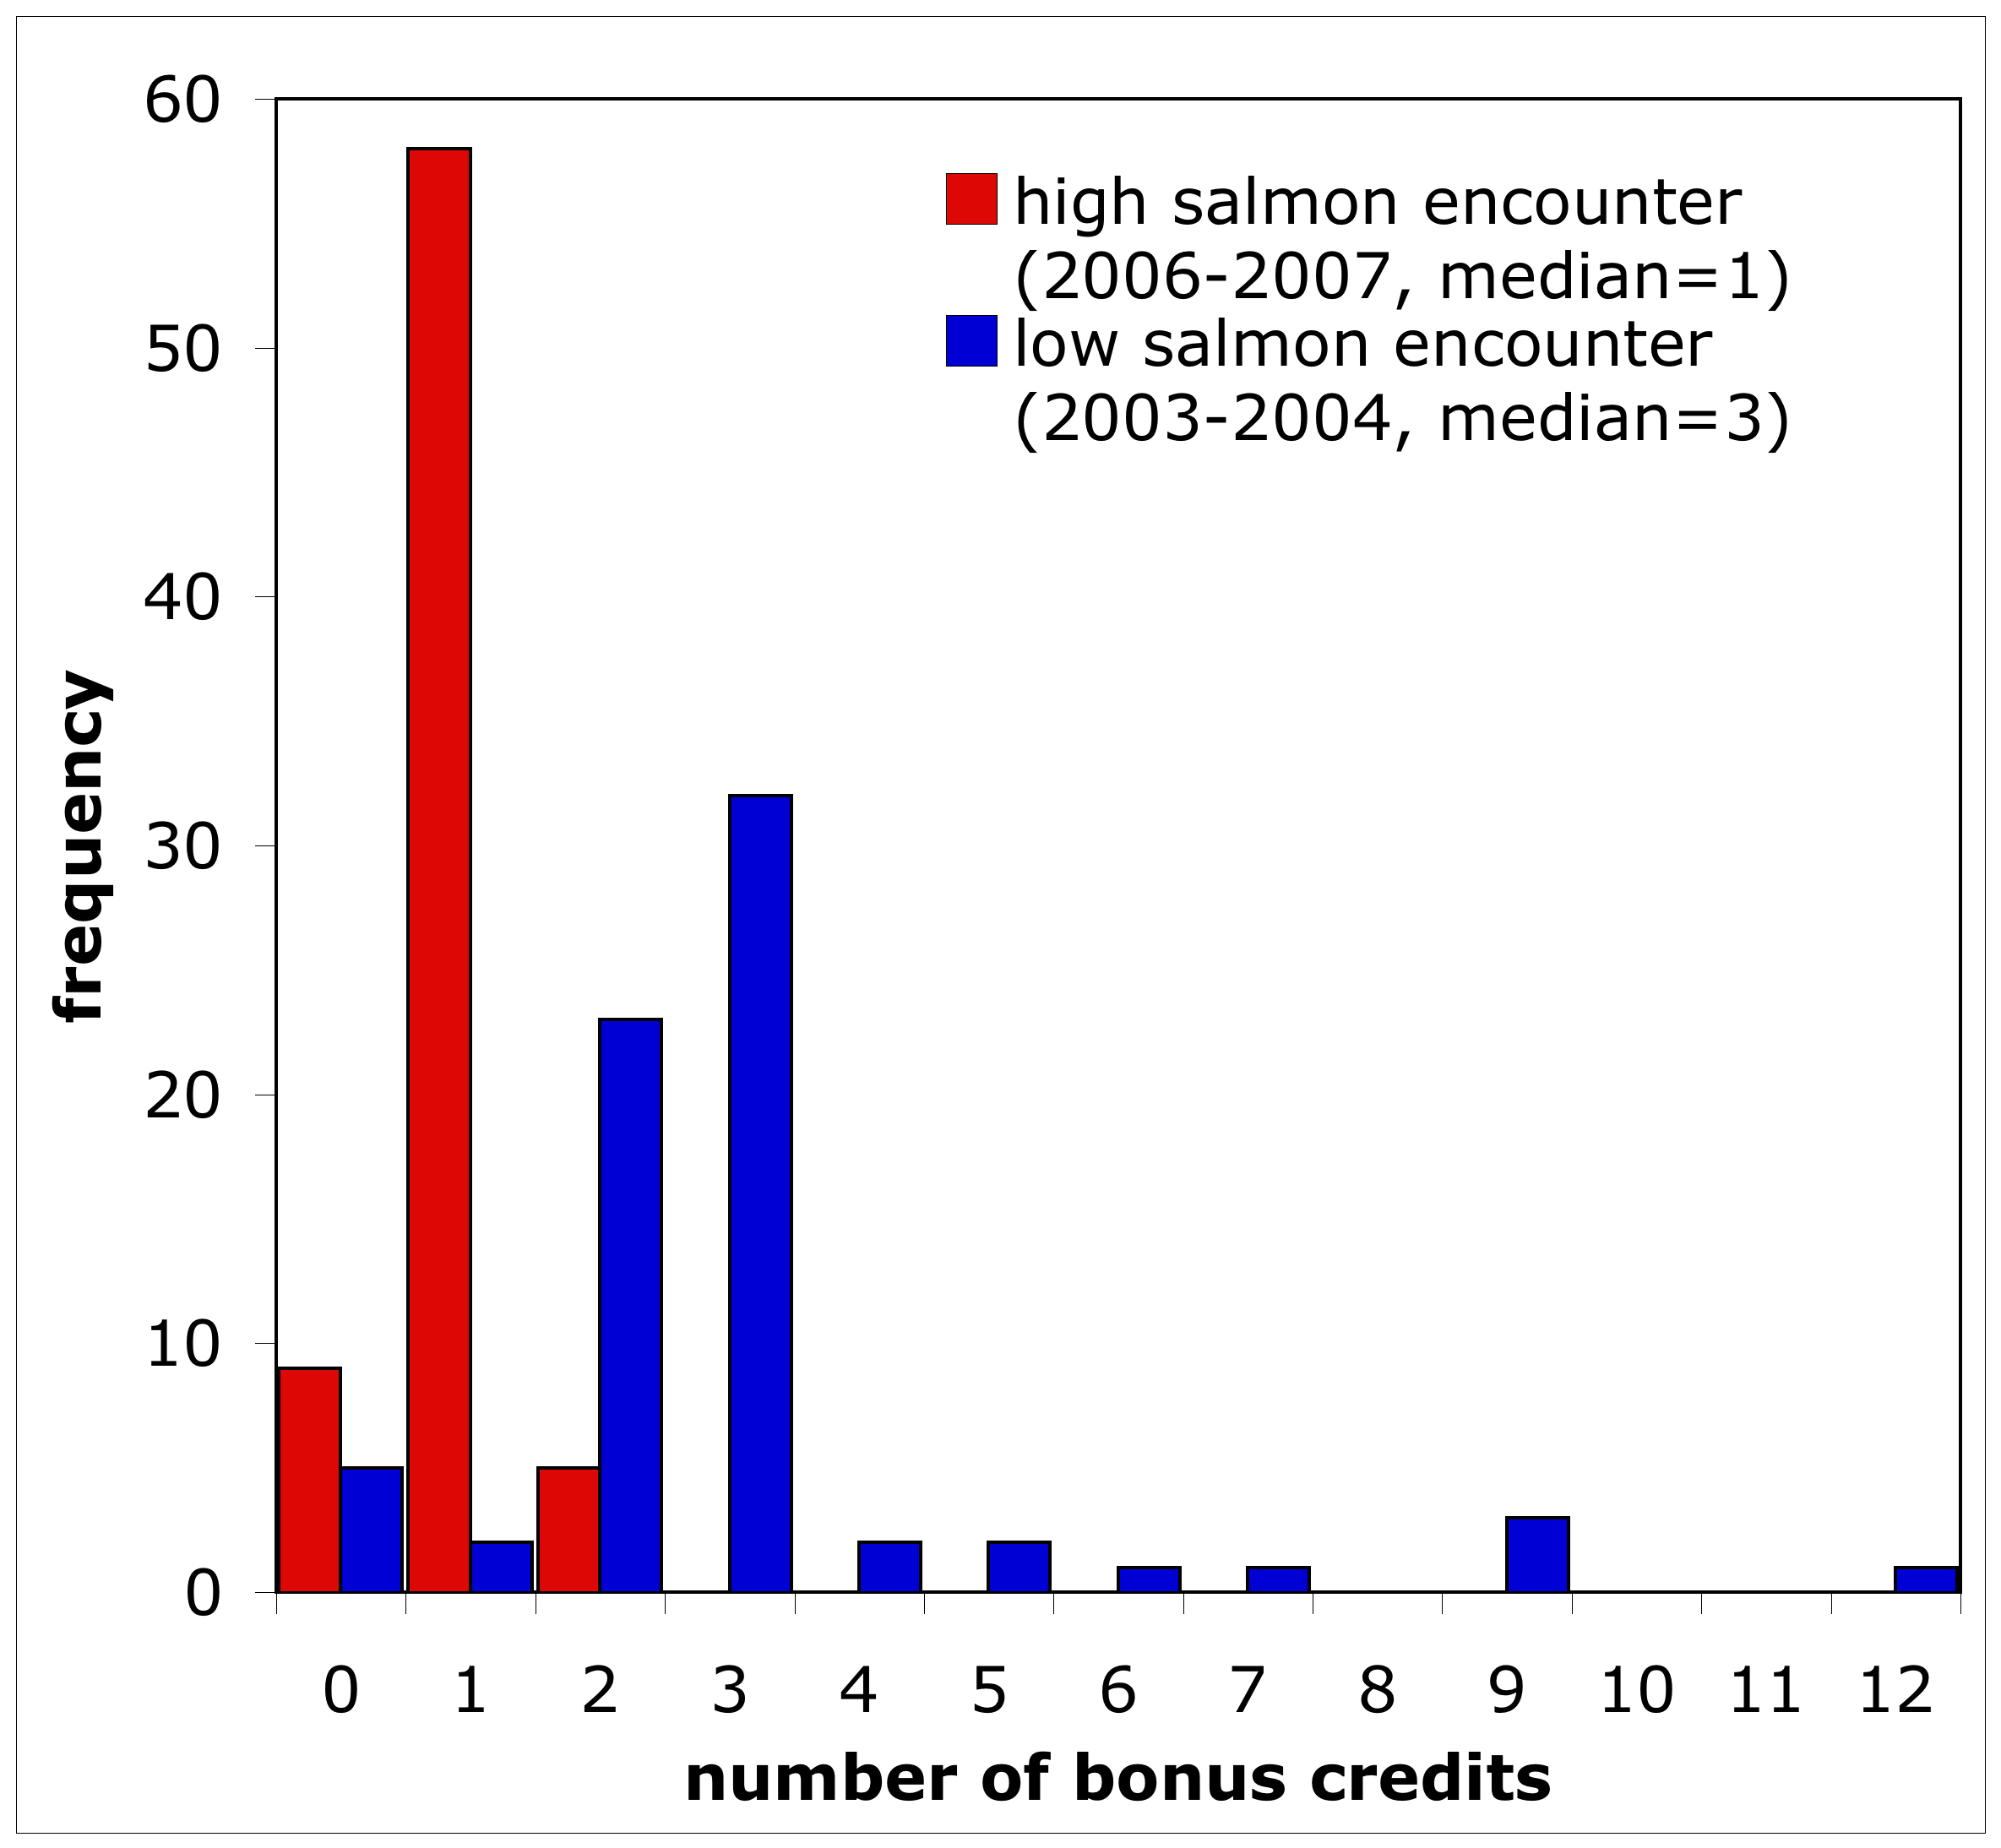 60
50
40
30
20
10
0
frequency
high salmon encounter
(2006-2007, median=1)
low salmon encounter
(2003-2004, median=3)
0 1 2 3 4 5 6 7 8 9 10 11 12
number of bonus credits